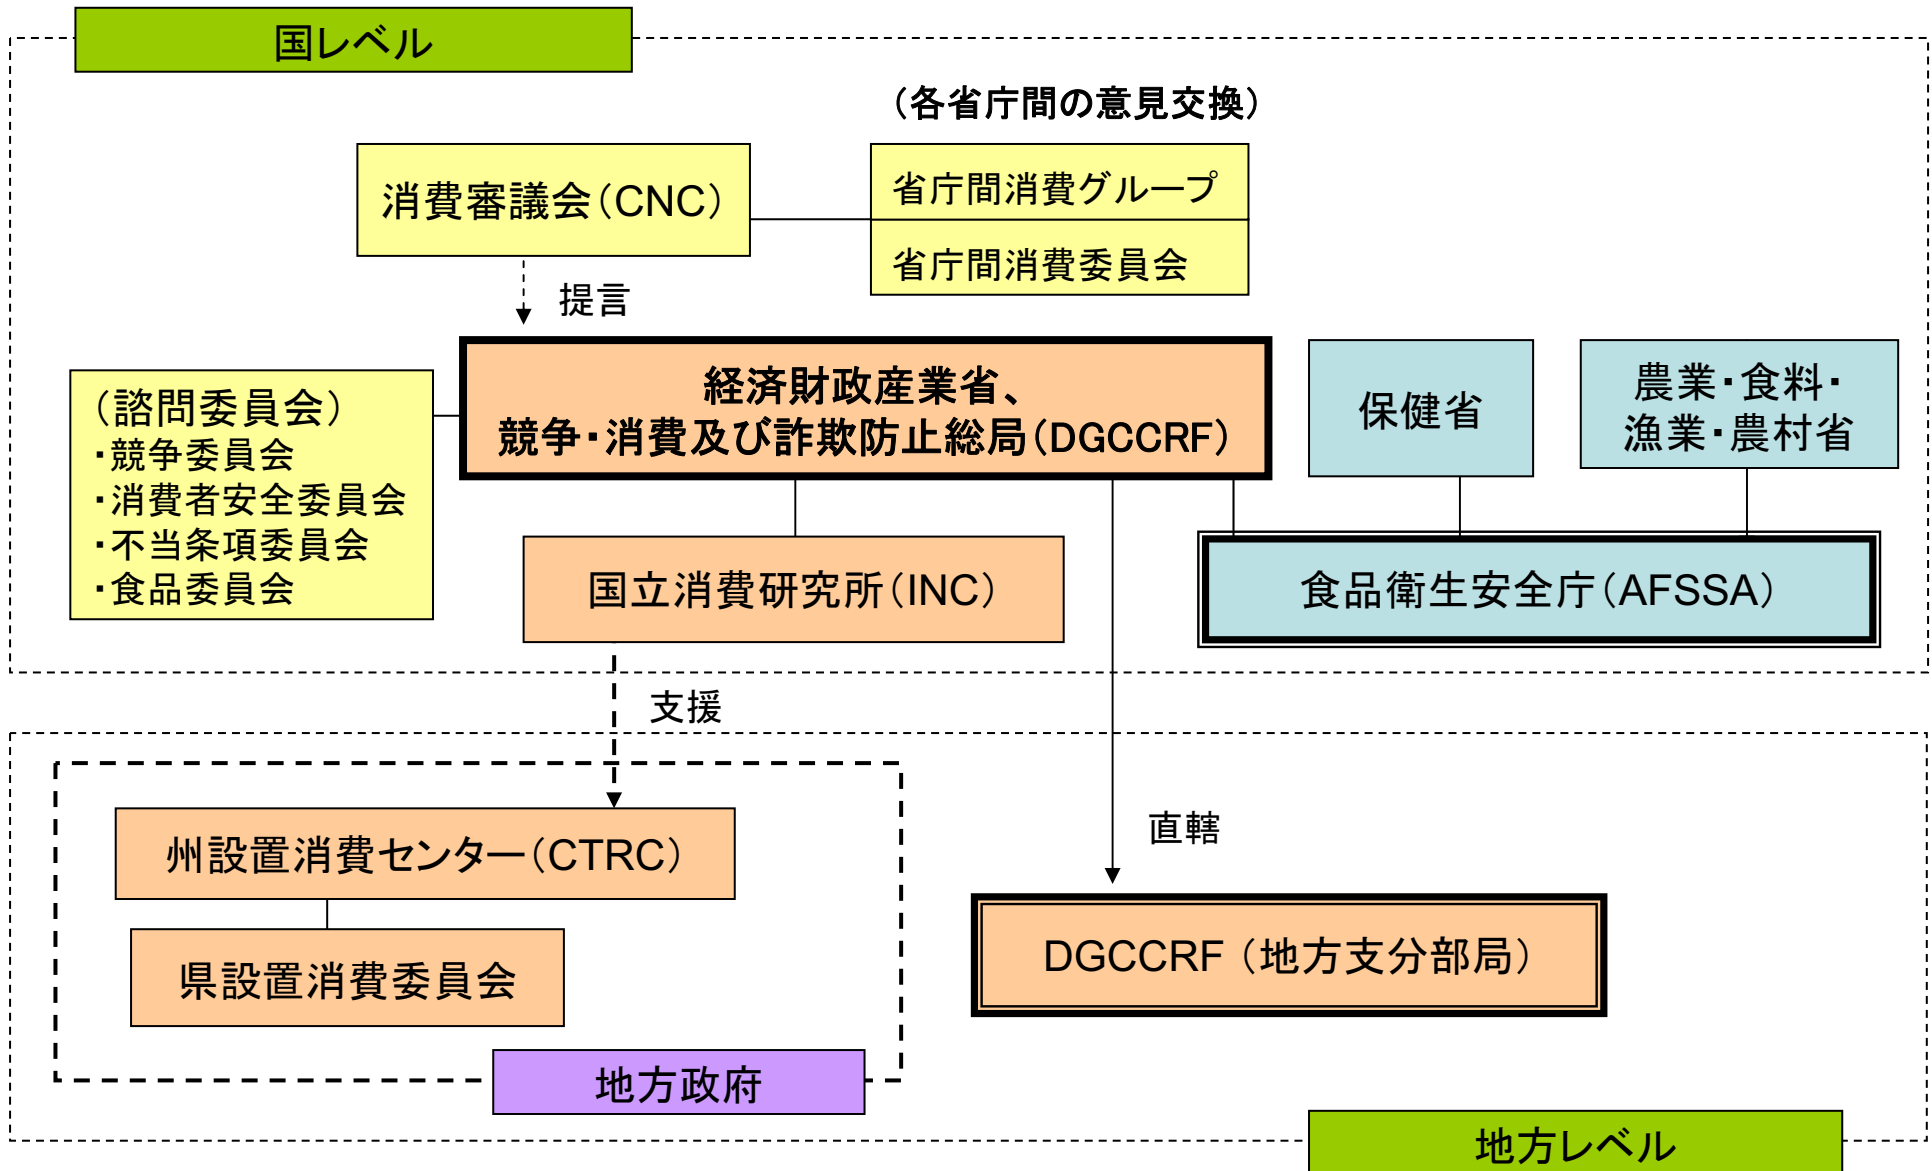 国レベル
（各省庁間の意見交換）
消費審議会（CNC）
省庁間消費グループ
省庁間消費委員会
提言
経済財政産業省、
競争・消費及び詐欺防止総局（DGCCRF）
保健省
農業・食料・
漁業・農村省
（諮問委員会）
・競争委員会
・消費者安全委員会
・不当条項委員会
・食品委員会
国立消費研究所（INC）
食品衛生安全庁（AFSSA）
支援
直轄
州設置消費センター（CTRC）
県設置消費委員会
DGCCRF（地方支分部局）
地方政府
地方レベル